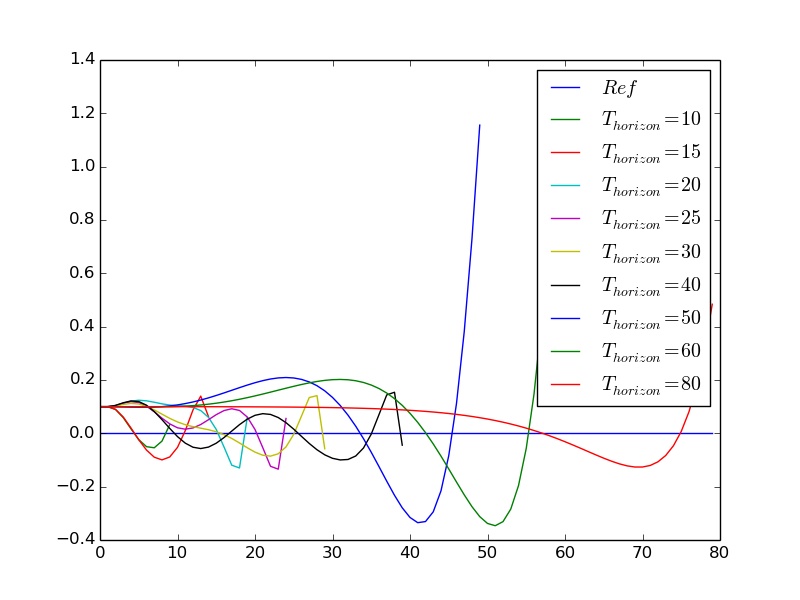 1.4
1.2
1.0
0.8
0.6
0.4
0.2
0.0
−0.2
−0.4
0 10 20 30 40 50 60 70 80
Ref
T_horizon = 10
T_horizon = 15
T_horizon = 20
T_horizon = 25
T_horizon = 30
T_horizon = 40
T_horizon = 50
T_horizon = 60
T_horizon = 80